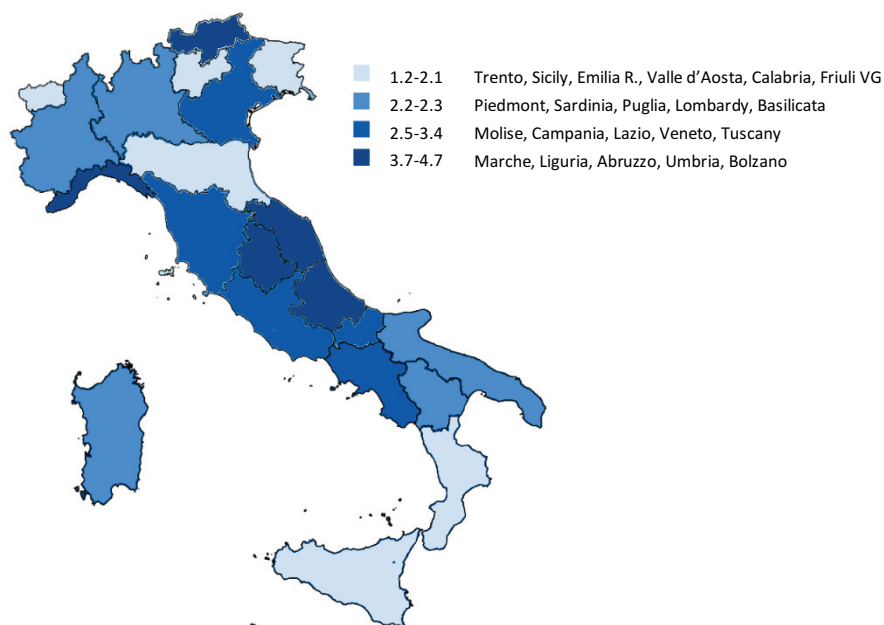 1.2-2.1 Trento, Sicily, Emilia R., Valle d’Aosta, Calabria, Friuli VG
2.2-2.3 Piedmont, Sardinia, Puglia, Lombardy, Basilicata
2.5-3.4 Molise, Campania, Lazio, Veneto, Tuscany
3.7-4.7 Marche, Liguria, Abruzzo, Umbria, Bolzano